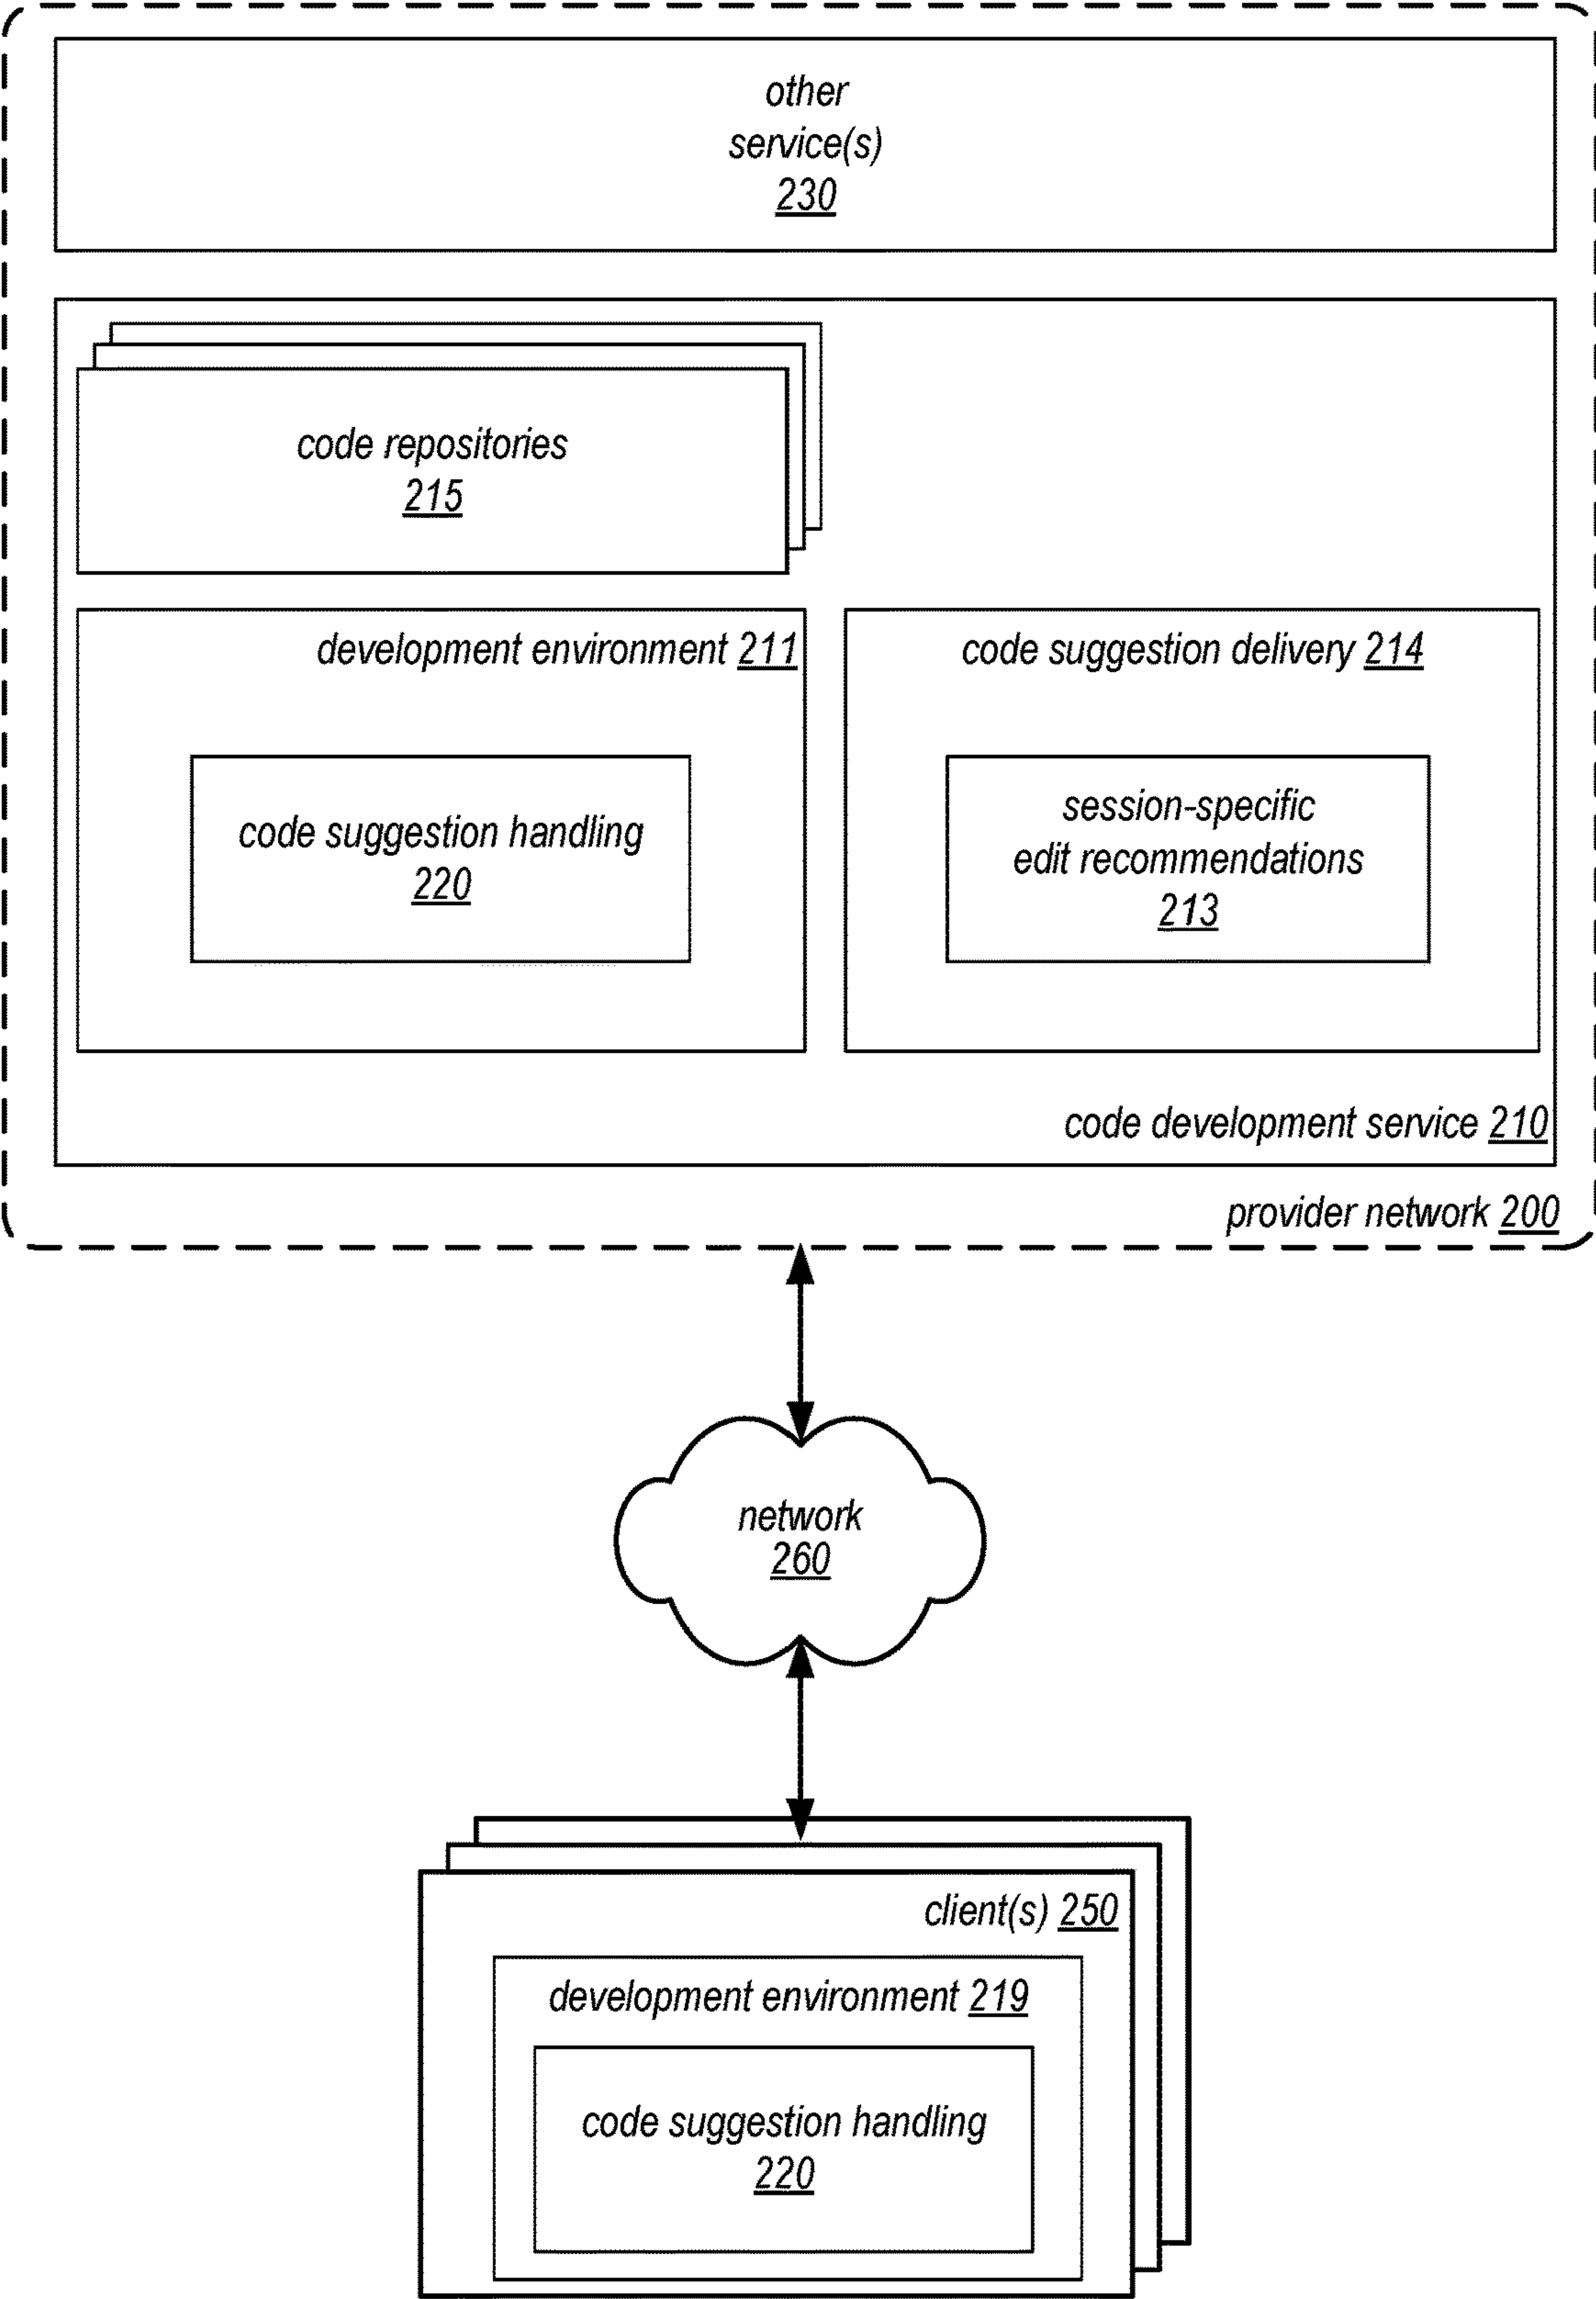 other
service(s)
230
code repositories
215
development environment 211
code suggestion handling
220
code suggestion delivery 214
session-specific
edit recommendations
213
code development service 210
provider network 200
network
260
client(s) 250
development environment 219
code suggestion handling
220